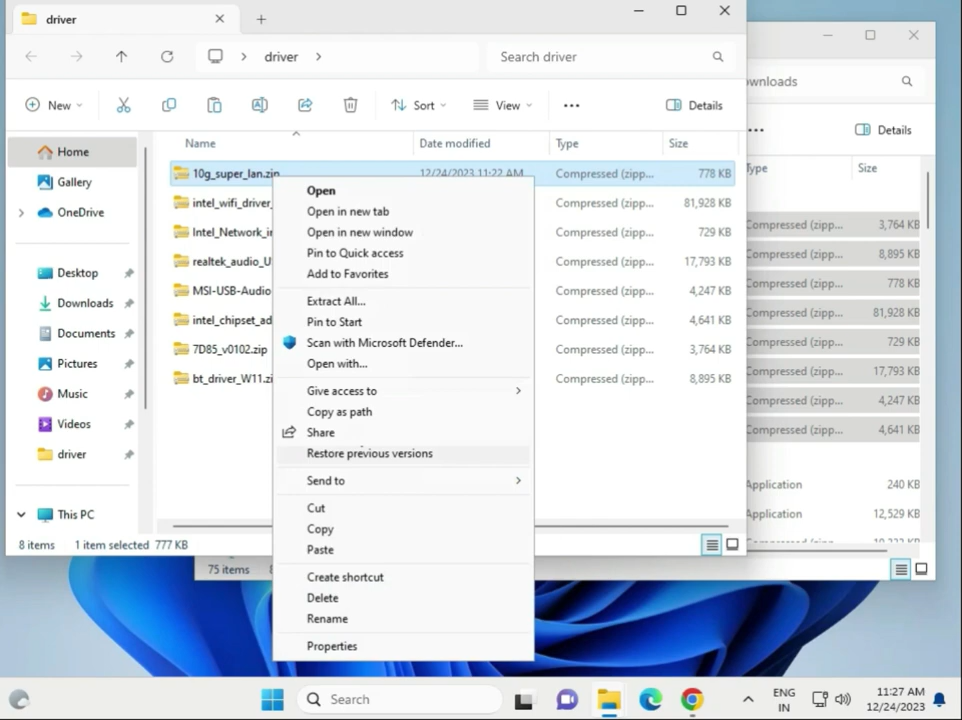 driver
driver
Search driver
New
Sort
View
Details
Name
Date modified
Type
Size
Home
Gallery
OneDrive
Desktop
Downloads
Documents
Pictures
Music
Videos
driver
This PC
10g_super_lan.zip 12/24/2023 11:22 AM Compressed (zipp... 778 KB
intel_wifi_driver_ Compressed (zipp... 81,928 KB
Intel_Network_ Compressed (zipp... 729 KB
realtek_audio_U Compressed (zipp... 17,793 KB
MSI-USB-Audio Compressed (zipp... 4,247 KB
intel_chipset_ad Compressed (zipp... 4,641 KB
7D85_v0102.zip Compressed (zipp... 3,764 KB
bt_driver_W11.zi Compressed (zipp... 8,895 KB
8 items 1 item selected 777 KB
Open
Open in new tab
Open in new window
Pin to Quick access
Add to Favorites
Extract All...
Pin to Start
Scan with Microsoft Defender...
Open with...
Give access to
Copy as path
Share
Restore previous versions
Send to
Cut
Copy
Paste
Create shortcut
Delete
Rename
Properties
wnloads
Details
Type
Size
Compressed (zipp... 3,764 KB
Compressed (zipp... 8,895 KB
Compressed (zipp... 778 KB
Compressed (zipp... 81,928 KB
Compressed (zipp... 729 KB
Compressed (zipp... 17,793 KB
Compressed (zipp... 4,247 KB
Compressed (zipp... 4,641 KB
Application 240 KB
Application 12,529 KB
75 items
Search
ENG
IN
11:27 AM
12/24/2023